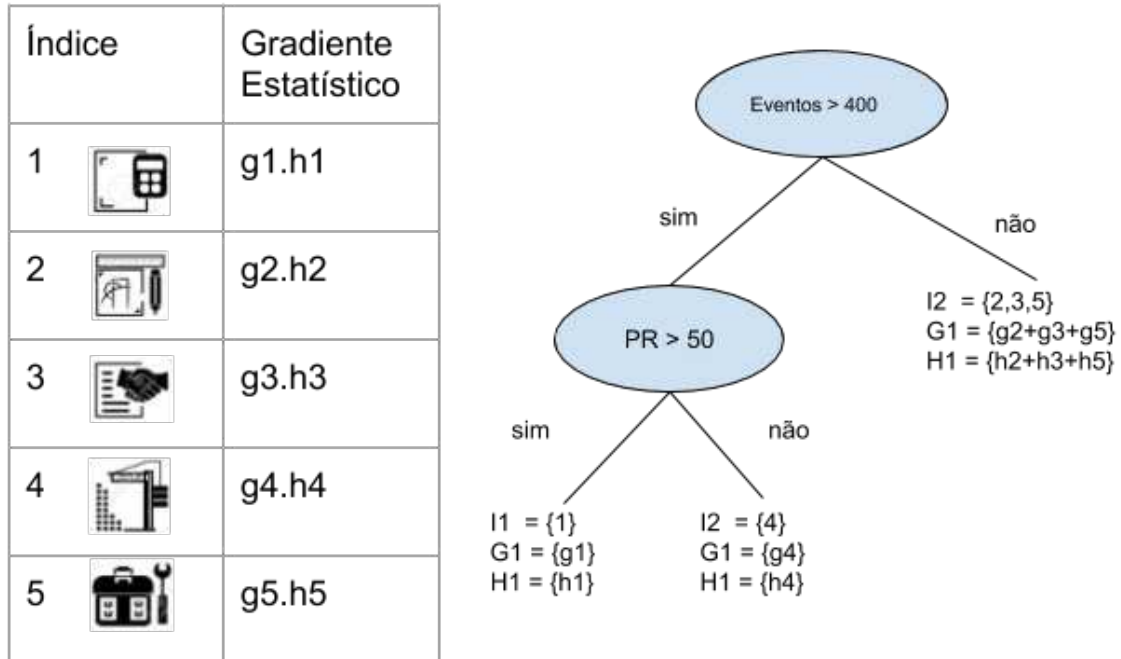 Índice
Gradiente
Estatístico
1
g1.h1
2
g2.h2
3
g3.h3
4
g4.h4
5
g5.h5
Eventos > 400
sim
não
PR > 50
I2 = {2,3,5}
G1 = {g2+g3+g5}
H1 = {h2+h3+h5}
sim
não
I1 = {1}
G1 = {g1}
H1 = {h1}
I2 = {4}
G1 = {g4}
H1 = {h4}